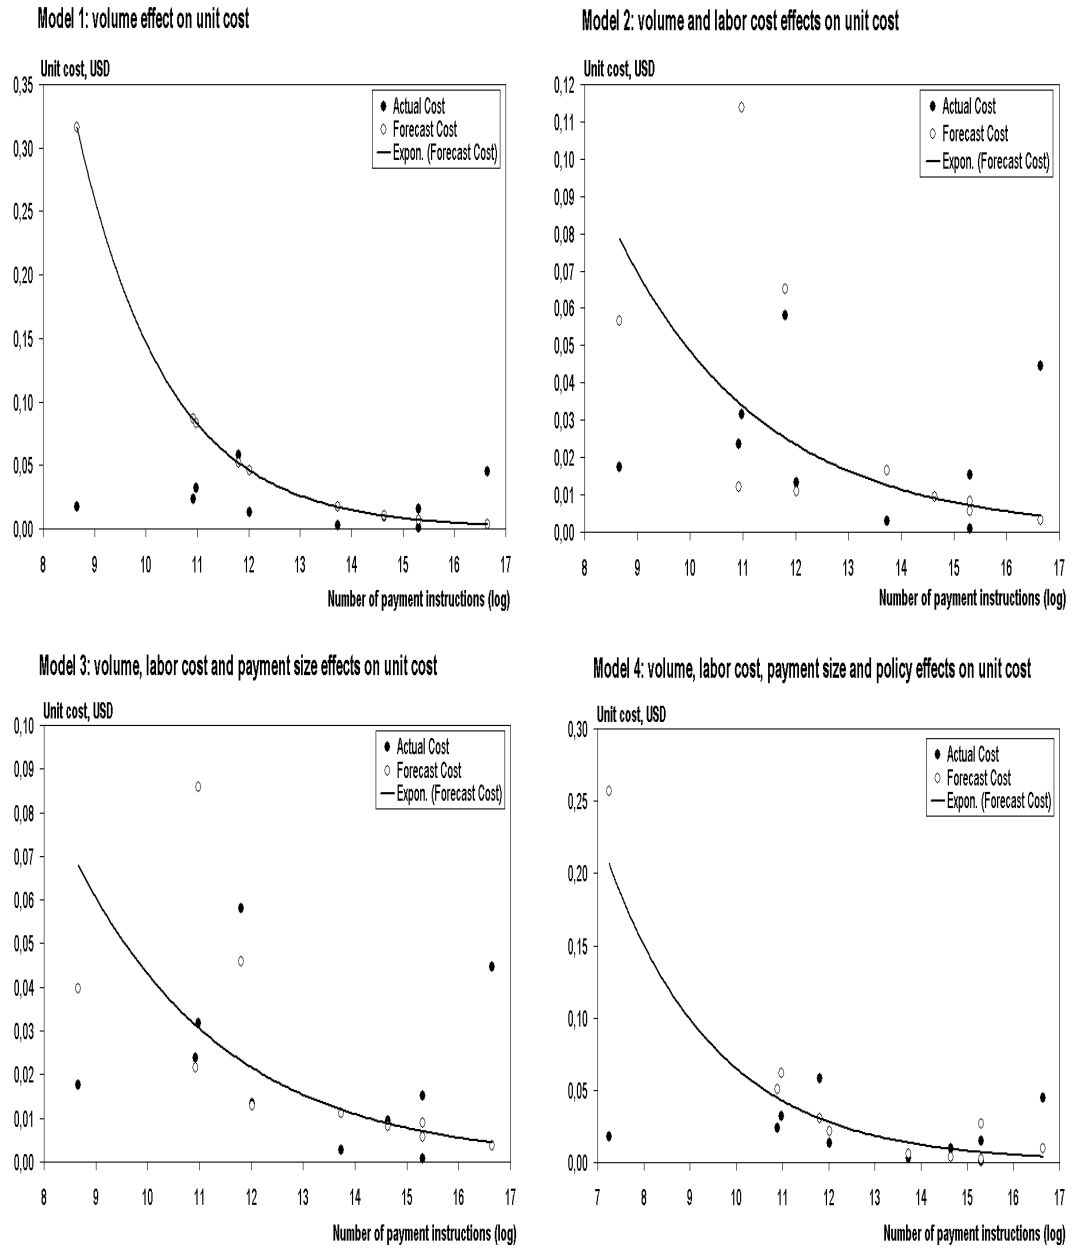 Model 1: volume effect on unit cost
Unit cost, USD
0,35
0,30
0,25
0,20
0,15
0,10
0,05
0,00
Actual Cost
Forecast Cost
Expon. (Forecast Cost)
8 9 10 11 12 13 14 15 16 17
Number of payment instructions (log)
Model 2: volume and labor cost effects on unit cost
Unit cost, USD
0,12
0,11
0,10
0,09
0,08
0,07
0,06
0,05
0,04
0,03
0,02
0,01
0,00
Actual Cost
Forecast Cost
Expon. (Forecast Cost)
8 9 10 11 12 13 14 15 16 17
Number of payment instructions (log)
Model 3: volume, labor cost and payment size effects on unit cost
Unit cost, USD
0,10
0,09
0,08
0,07
0,06
0,05
0,04
0,03
0,02
0,01
0,00
Actual Cost
Forecast Cost
Expon. (Forecast Cost)
8 9 10 11 12 13 14 15 16 17
Number of payment instructions (log)
Model 4: volume, labor cost, payment size and policy effects on unit cost
Unit cost, USD
0,30
0,25
0,20
0,15
0,10
0,05
0,00
Actual Cost
Forecast Cost
Expon. (Forecast Cost)
7 8 9 10 11 12 13 14 15 16 17
Number of payment instructions (log)